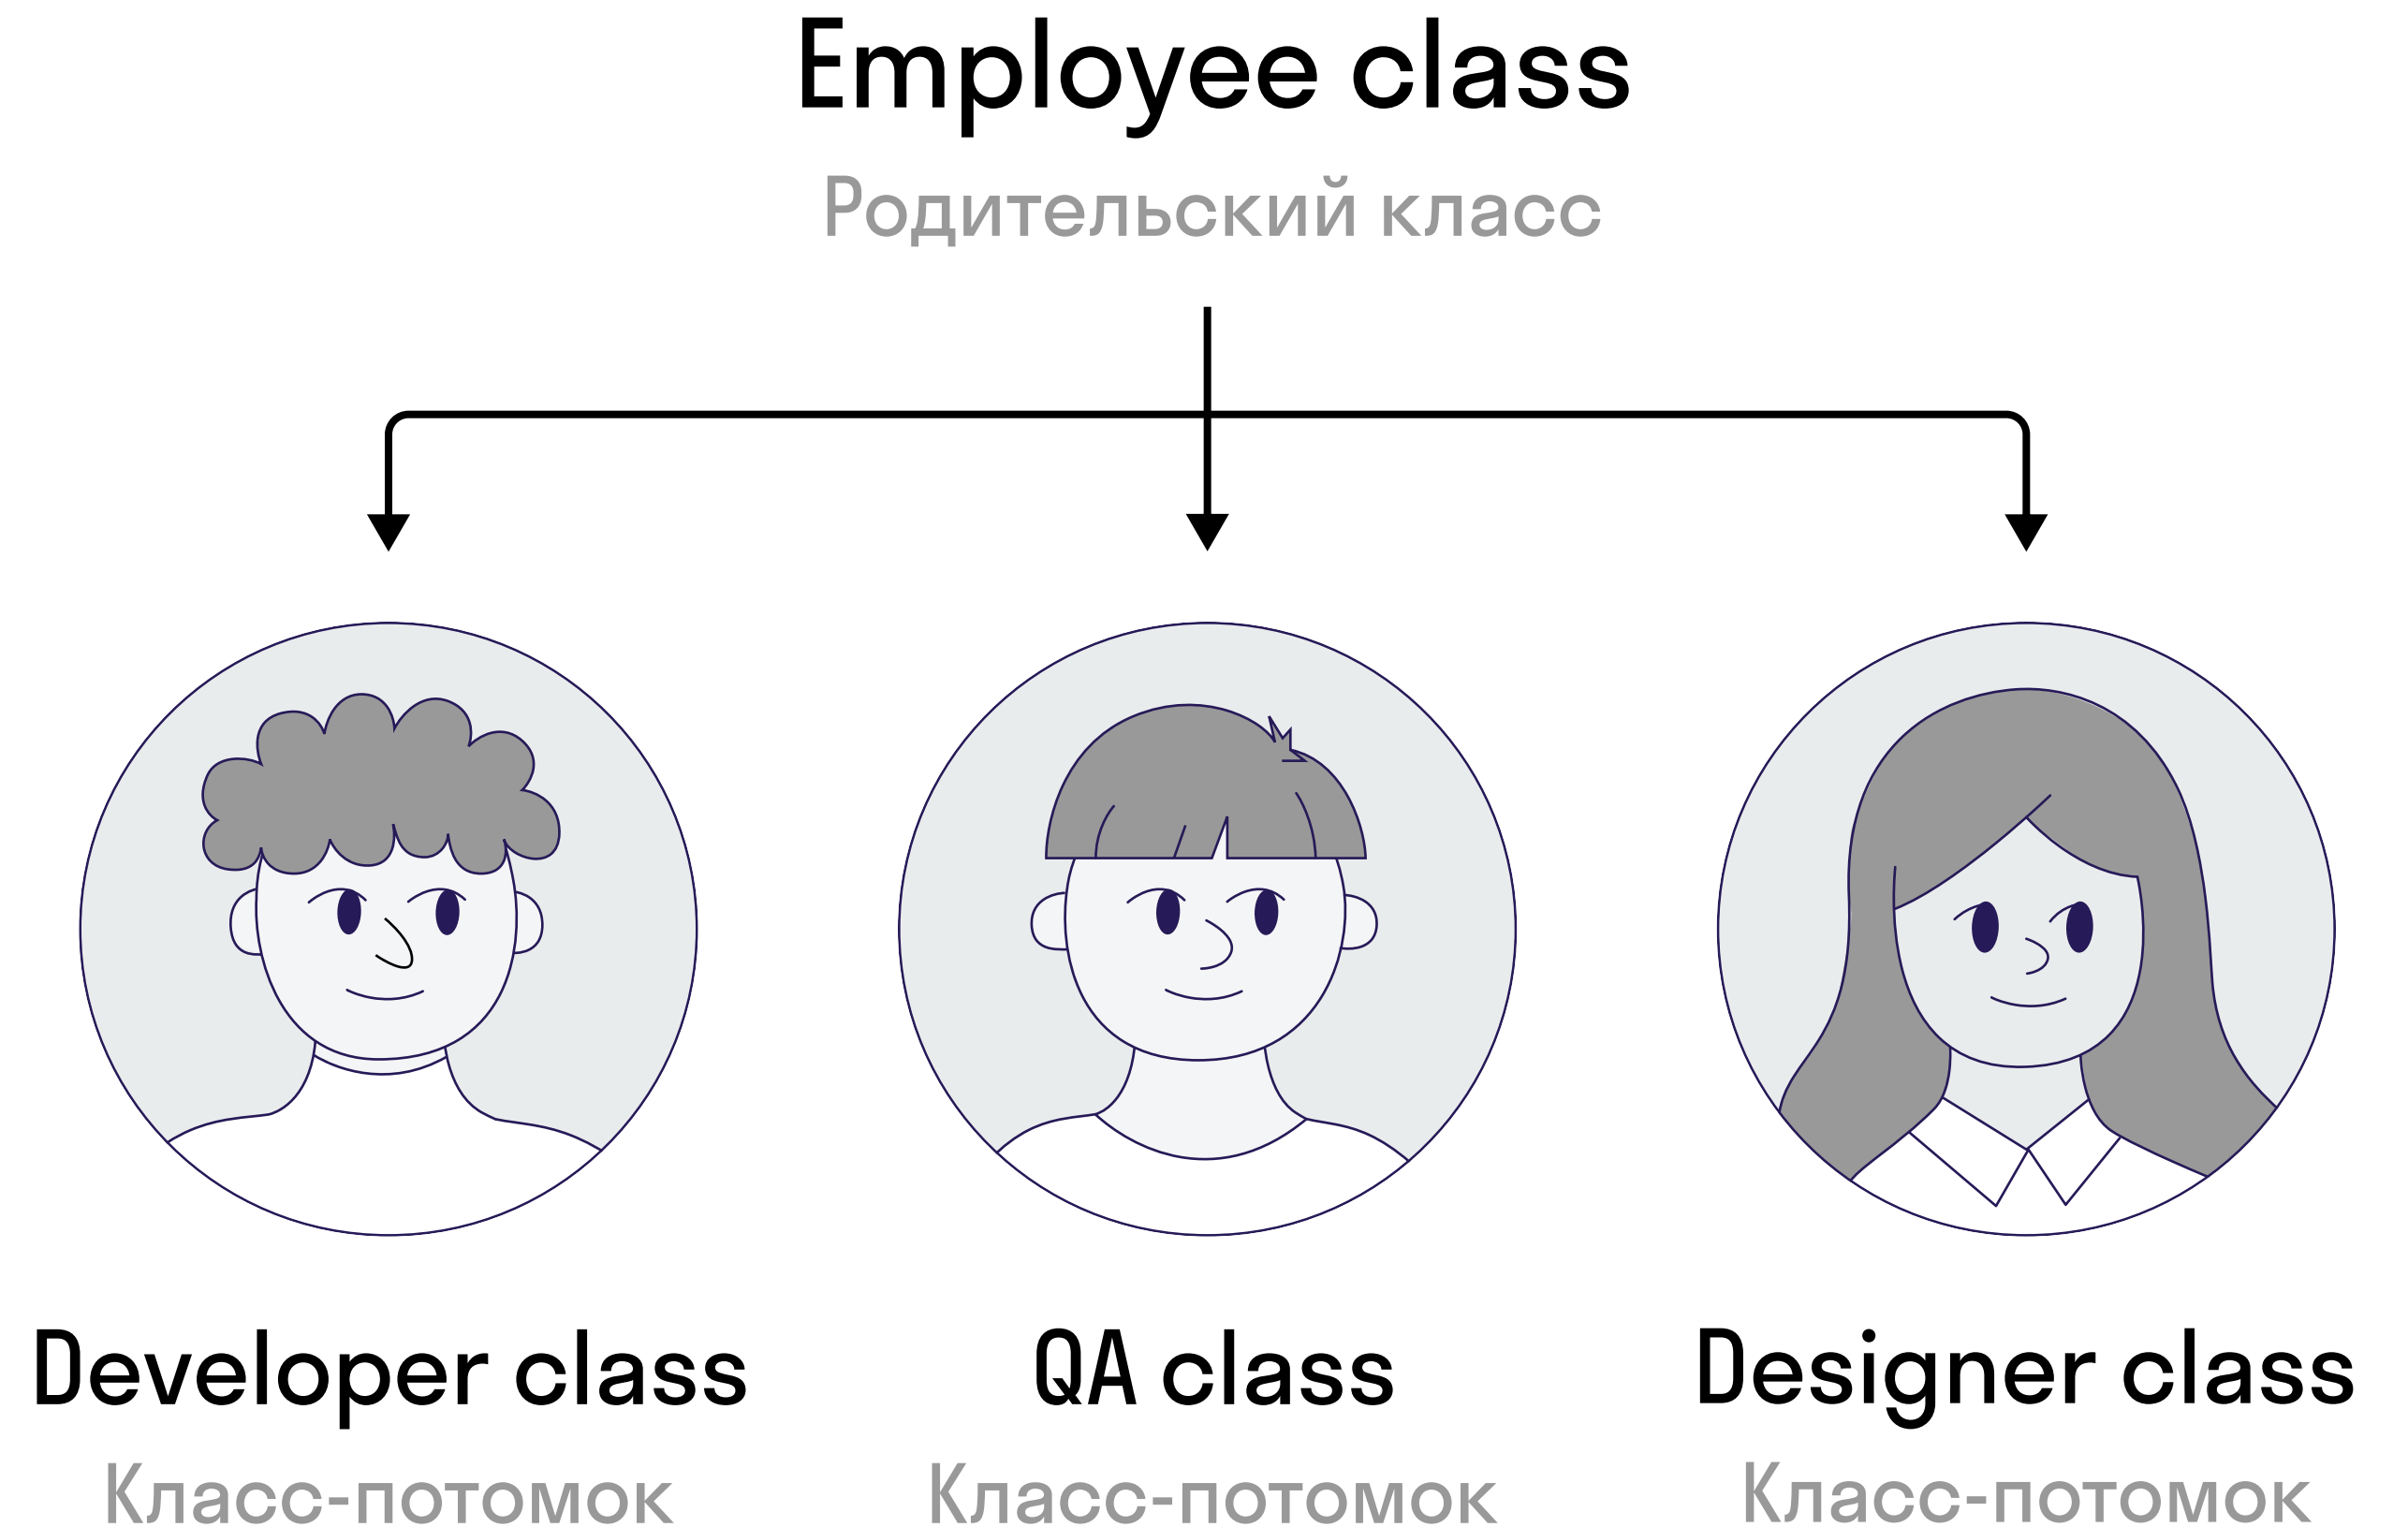 Employee class
Родительский класс
Developer class
Класс-потомок
QA class
Класс-потомок
Designer class
Класс-потомок